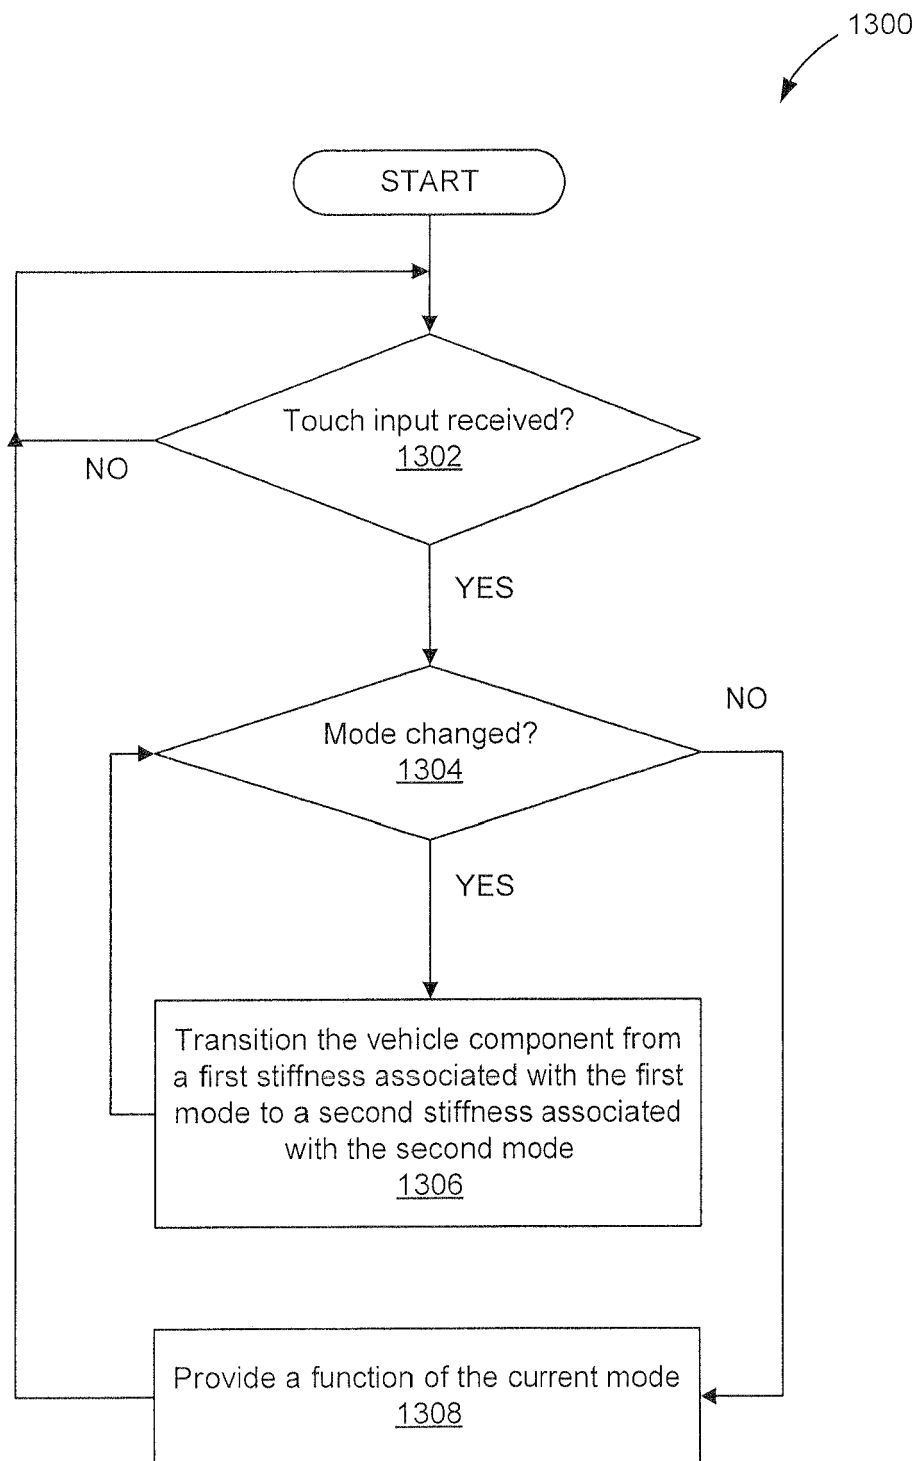 1300
START
Touch input received?
1302
NO
YES
NO
Mode changed?
1304
YES
Transition the vehicle component from
a first stiffness associated with the first
mode to a second stiffness associated
with the second mode
1306
Provide a function of the current mode
1308